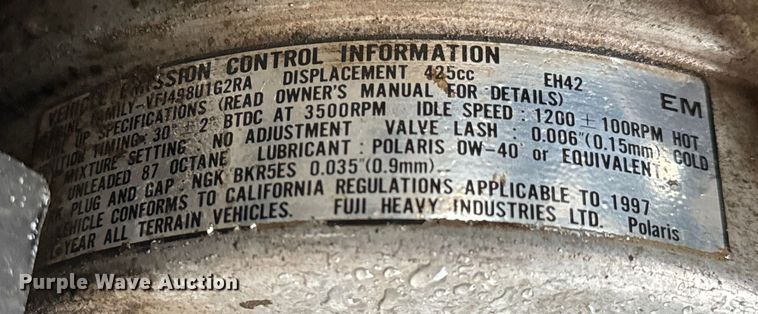 VEHICLE EMISSION CONTROL INFORMATION
FAMILY-VFJ498U1G2RA DISPLACEMENT 425cc EH42 EM
UP SPECIFICATIONS (READ OWNER'S MANUAL FOR DETAILS)
TIMING: 30 ± 2° BTDC AT 3500RPM IDLE SPEED : 1200 ± 100RPM HOT
MIXTURE SETTING NO ADJUSTMENT VALVE LASH : 0.006"(0.15mm) COLD
UNLEADED 87 OCTANE LUBRICANT : POLARIS 0W-40 or EQUIVALENT
PLUG AND GAP : NGK BKR5ES 0.035"(0.9mm)
VEHICLE CONFORMS TO CALIFORNIA REGULATIONS APPLICABLE TO 1997
YEAR ALL TERRAIN VEHICLES. FUJI HEAVY INDUSTRIES LTD. Polaris
Purple Wave Auction